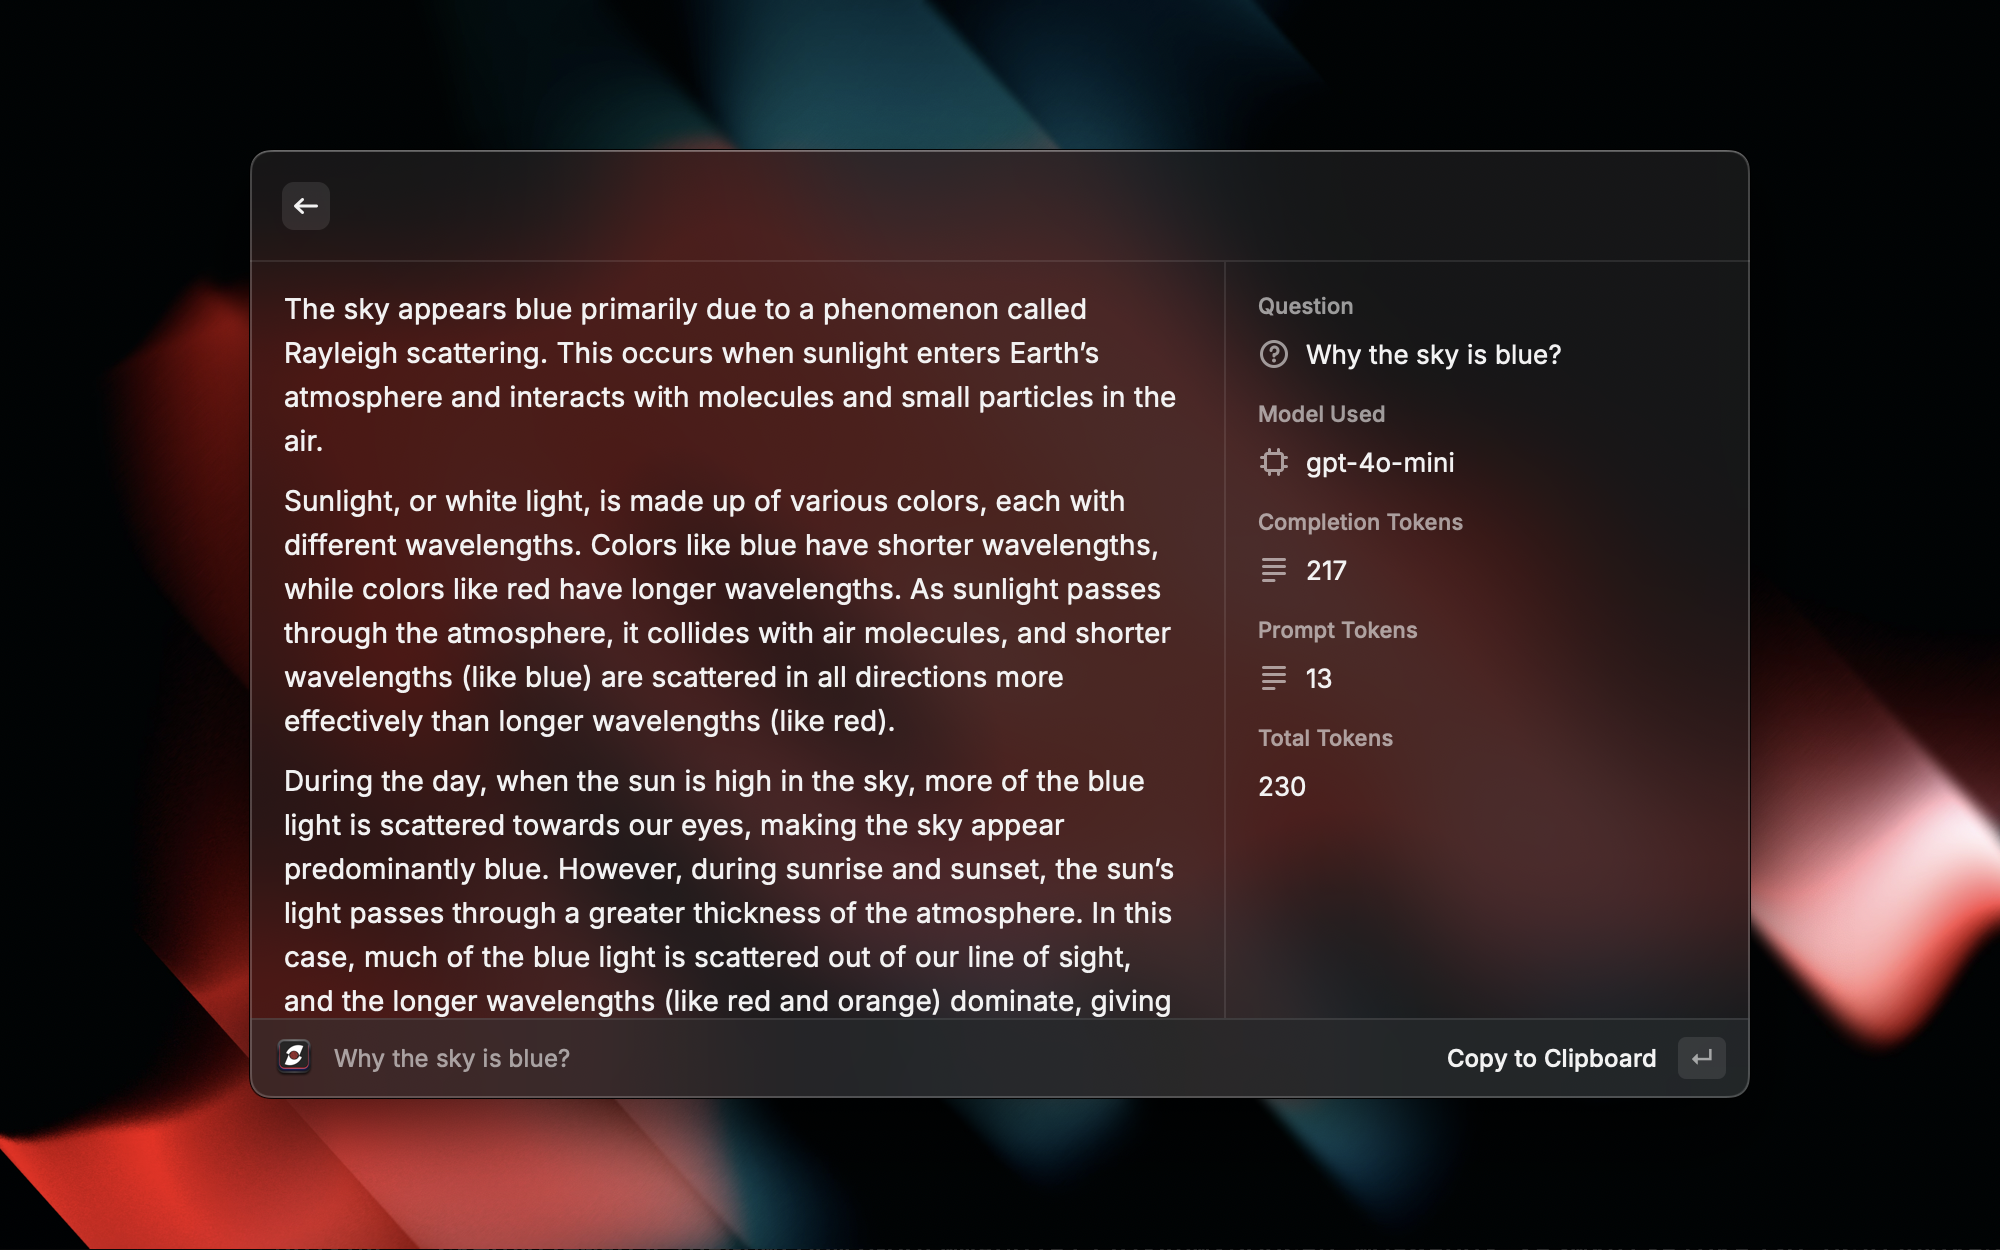 The sky appears blue primarily due to a phenomenon called
Rayleigh scattering. This occurs when sunlight enters Earth’s
atmosphere and interacts with molecules and small particles in the
air.
Sunlight, or white light, is made up of various colors, each with
different wavelengths. Colors like blue have shorter wavelengths,
while colors like red have longer wavelengths. As sunlight passes
through the atmosphere, it collides with air molecules, and shorter
wavelengths (like blue) are scattered in all directions more
effectively than longer wavelengths (like red).
During the day, when the sun is high in the sky, more of the blue
light is scattered towards our eyes, making the sky appear
predominantly blue. However, during sunrise and sunset, the sun’s
light passes through a greater thickness of the atmosphere. In this
case, much of the blue light is scattered out of our line of sight,
and the longer wavelengths (like red and orange) dominate, giving
Question
Why the sky is blue?
Model Used
gpt-4o-mini
Completion Tokens
217
Prompt Tokens
13
Total Tokens
230
Why the sky is blue?
Copy to Clipboard